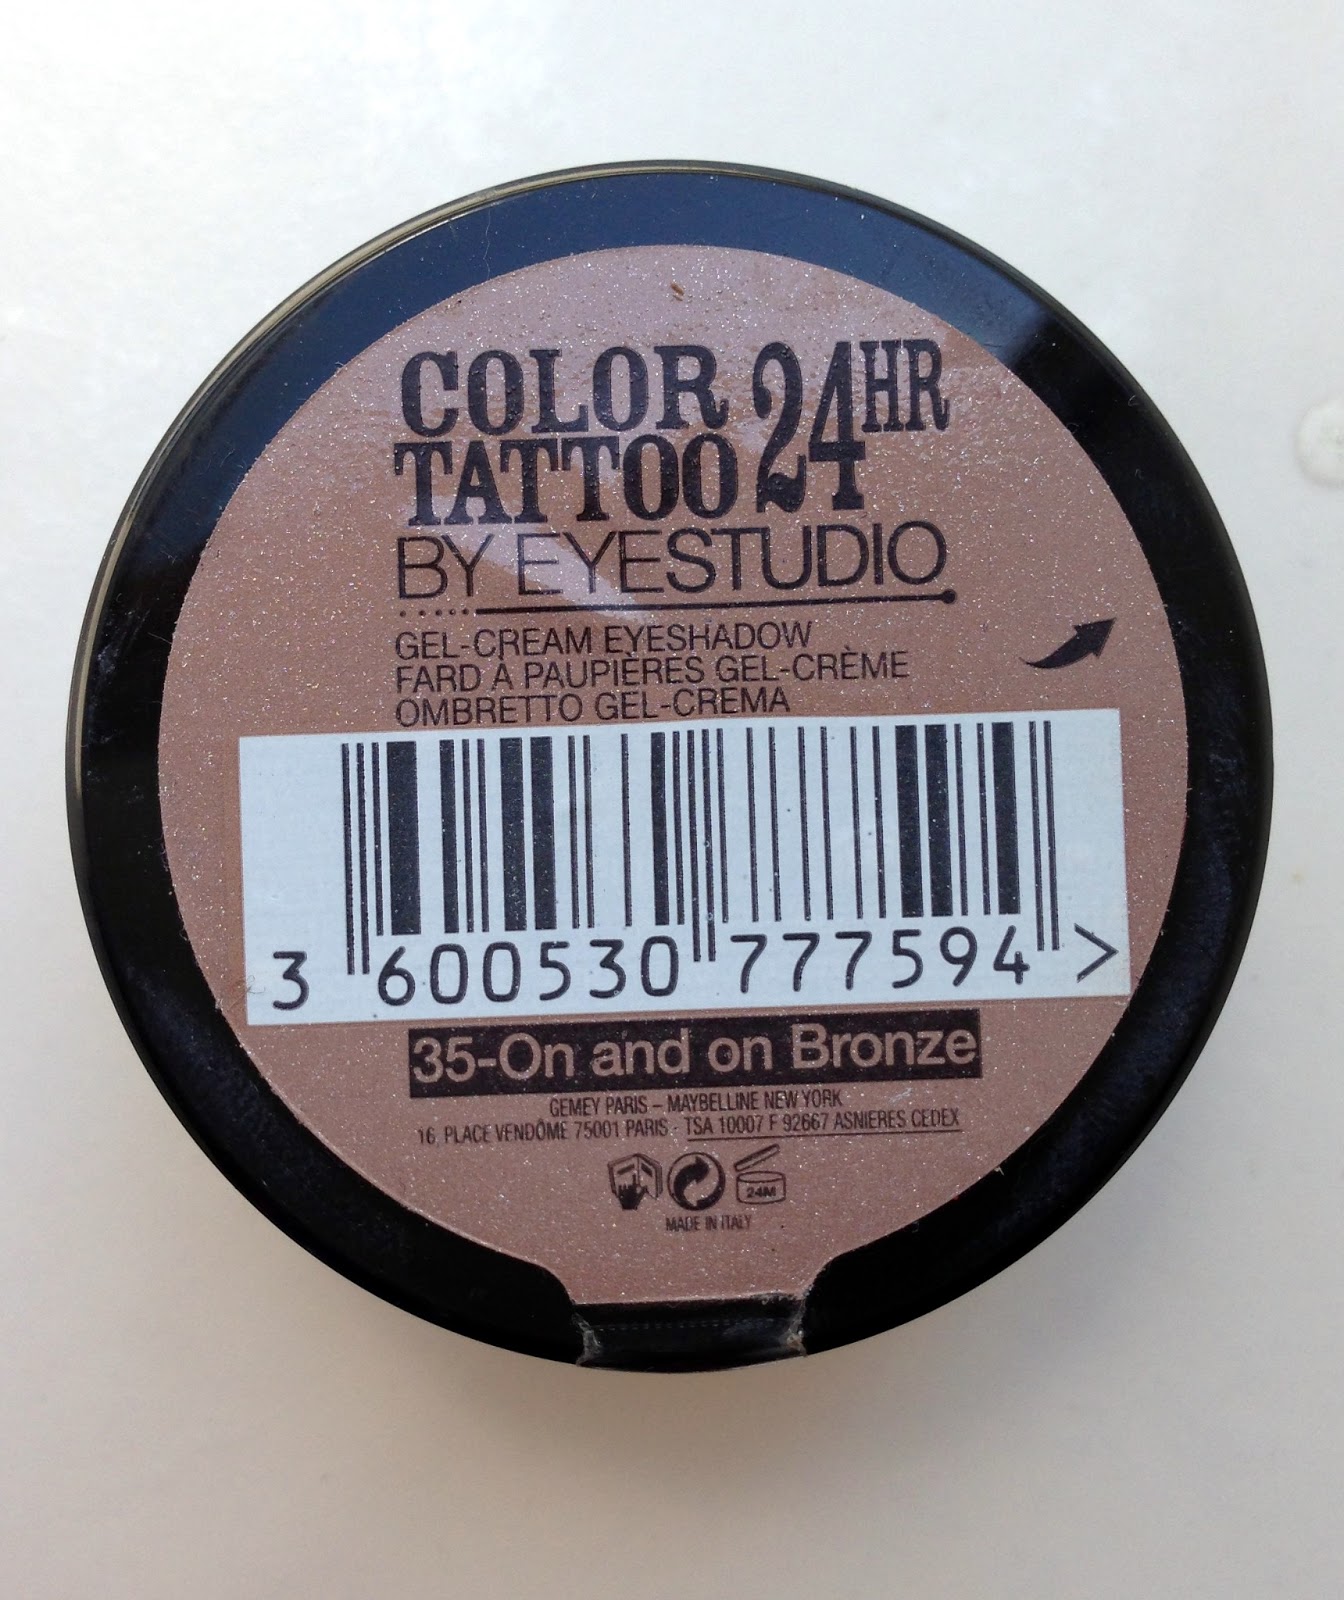 COLOR 24HR
TATTOO
BY EYESTUDIO
GEL-CREAM EYESHADOW
FARD À PAUPIÈRES GEL-CRÈME
OMBRETTO GEL-CREMA
3 600530 777594 >
35-On and on Bronze
GEMEY PARIS – MAYBELLINE NEW YORK
16, PLACE VENDÔME 75001 PARIS - TSA 10007 F 92667 ASNIERES CEDEX
24M
MADE IN ITALY